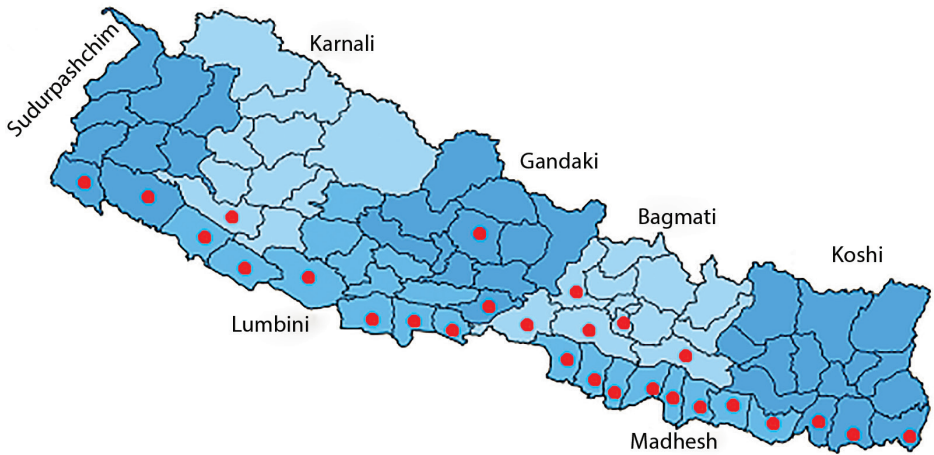 Sudurpashchim
Karnali
Gandaki
Bagmati
Koshi
Lumbini
Madhesh